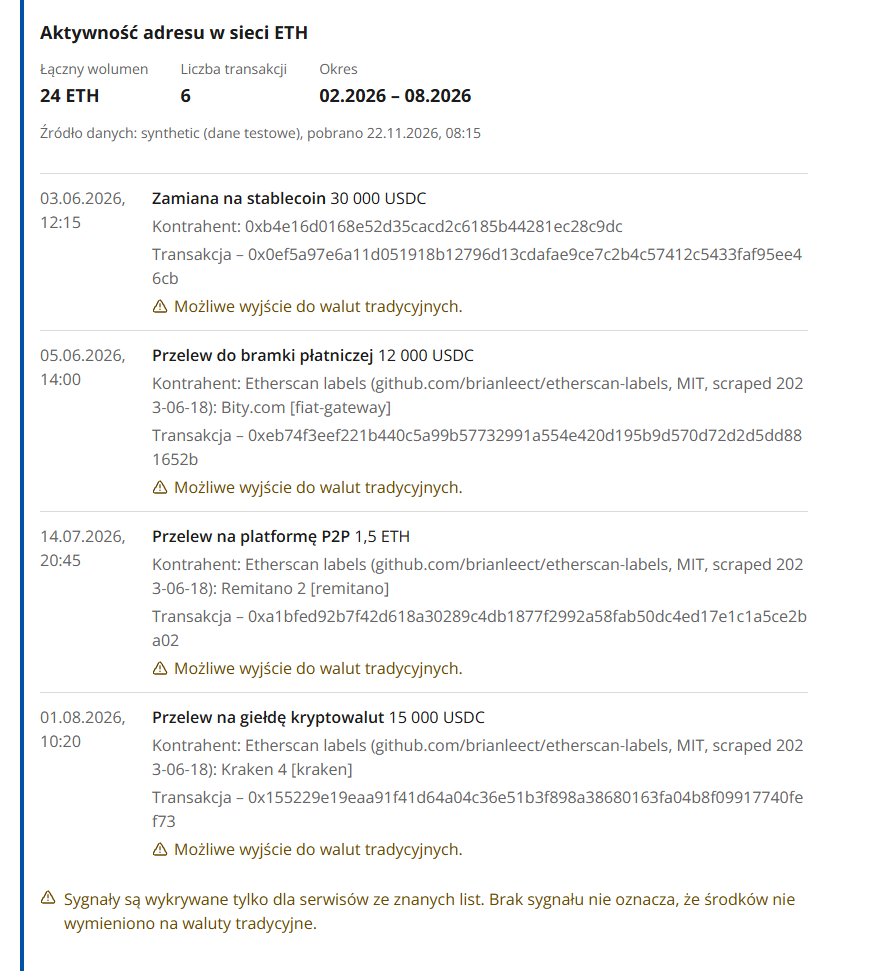 Aktywność adresu w sieci ETH
Łączny wolumen Liczba transakcji Okres
24 ETH 6 02.2026 – 08.2026
Źródło danych: synthetic (dane testowe), pobrano 22.11.2026, 08:15
03.06.2026, Zamiana na stablecoin 30 000 USDC
12:15 Kontrahent: 0xb4e16d0168e52d35cacd2c6185b44281ec28c9dc
Transakcja – 0x0ef5a97e6a11d051918b12796d13cdafae9ce7c2b4c57412c5433faf95ee4
6cb
Możliwe wyjście do walut tradycyjnych.
05.06.2026, Przelew do bramki płatniczej 12 000 USDC
14:00 Kontrahent: Etherscan labels (github.com/brianleect/etherscan-labels, MIT, scraped 202
3-06-18): Bity.com [fiat-gateway]
Transakcja – 0xeb74f3eef221b440c5a99b57732991a554e420d195b9d570d72d2d5dd88
1652b
Możliwe wyjście do walut tradycyjnych.
14.07.2026, Przelew na platformę P2P 1,5 ETH
20:45 Kontrahent: Etherscan labels (github.com/brianleect/etherscan-labels, MIT, scraped 202
3-06-18): Remitano 2 [remitano]
Transakcja – 0xa1bfed92b7f42d618a30289c4db1877f2992a58fab50dc4ed17e1c1a5ce2b
a02
Możliwe wyjście do walut tradycyjnych.
01.08.2026, Przelew na giełdę kryptowalut 15 000 USDC
10:20 Kontrahent: Etherscan labels (github.com/brianleect/etherscan-labels, MIT, scraped 202
3-06-18): Kraken 4 [kraken]
Transakcja – 0x155229e19eaa91f41d64a04c36e51b3f898a38680163fa04b8f09917740fe
f73
Możliwe wyjście do walut tradycyjnych.
Sygnały są wykrywane tylko dla serwisów ze znanych list. Brak sygnału nie oznacza, że środków nie
wymieniono na waluty tradycyjne.